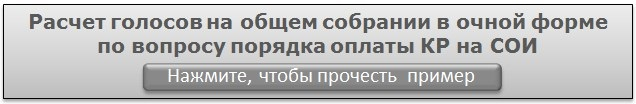 Расчет голосов на общем собрании в очной форме
по вопросу порядка оплаты КР на СОИ
Нажмите, чтобы прочесть пример